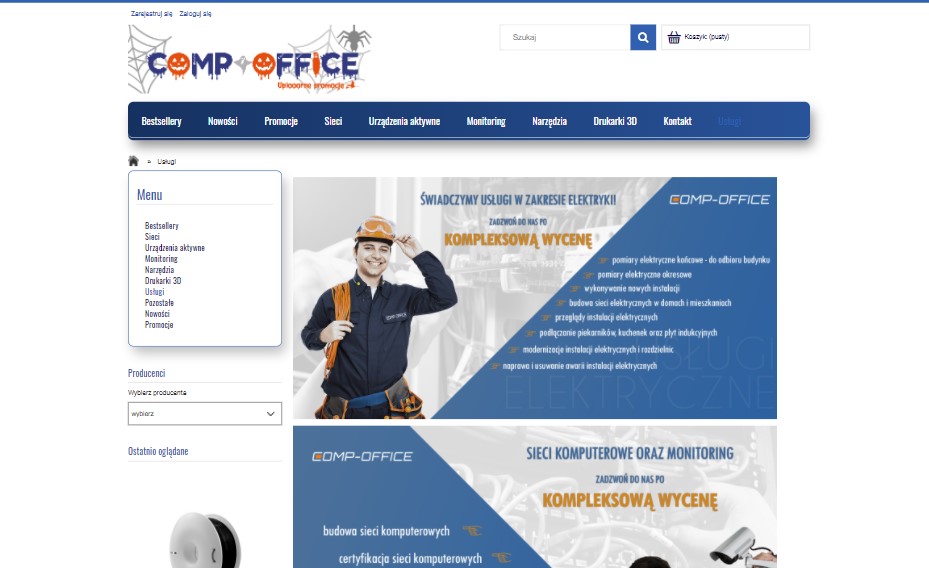 Zarejestruj się Zaloguj się
COMP-OFFICE
Upiooorne promocje
Szukaj
Koszyk: (pusty)
Bestsellery Nowości Promocje Sieci Urządzenia aktywne Monitoring Narzędzia Drukarki 3D Kontakt Usługi
» Usługi
Menu
Bestsellery
Sieci
Urządzenia aktywne
Monitoring
Narzędzia
Drukarki 3D
Usługi
Pozostałe
Nowości
Promocje
Producenci
Wybierz producenta
wybierz
Ostatnio oglądane
ŚWIADCZYMY USŁUGI W ZAKRESIE ELEKTRYKI!
ZADZWOŃ DO NAS PO
KOMPLEKSOWĄ WYCENĘ
COMP-OFFICE
pomiary elektryczne końcowe - do odbioru budynku
pomiary elektryczne okresowe
wykonywanie nowych instalacji
budowa sieci elektrycznych w domach i mieszkaniach
przeglądy instalacji elektrycznych
podłączanie piekarników, kuchenek oraz płyt indukcyjnych
modernizacje instalacji elektrycznych i rozdzielnic
naprawa i usuwanie awarii instalacji elektrycznych
USŁUGI
ELEKTRYCZNE
COMP-OFFICE
COMP-OFFICE
SIECI KOMPUTEROWE ORAZ MONITORING
ZADZWOŃ DO NAS PO
KOMPLEKSOWĄ WYCENĘ
budowa sieci komputerowych
certyfikacja sieci komputerowych